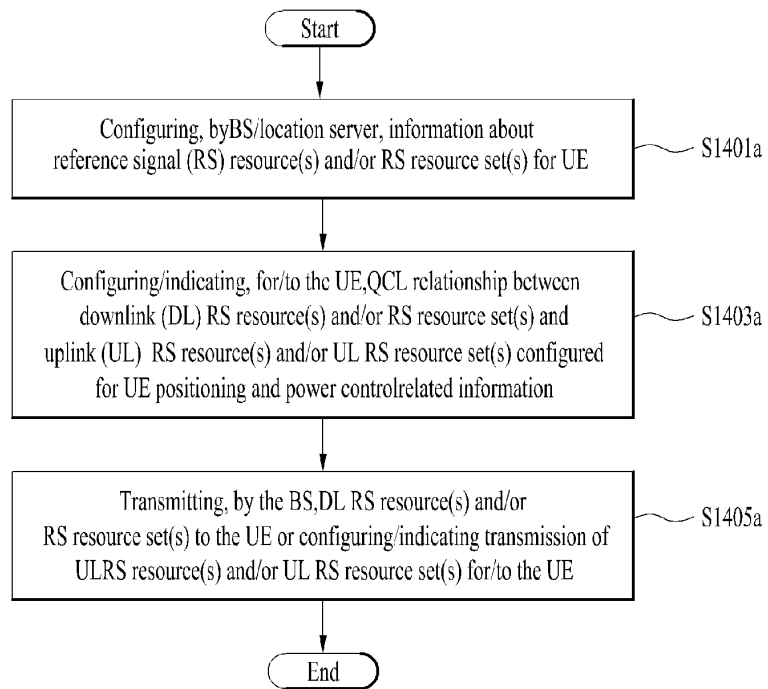 Start
Configuring, byBS/location server, information about
reference signal (RS) resource(s) and/or RS resource set(s) for UE
S1401a
Configuring/indicating, for/to the UE,QCL relationship between
downlink (DL) RS resource(s) and/or RS resource set(s) and
uplink (UL) RS resource(s) and/or UL RS resource set(s) configured
for UE positioning and power controlrelated information
S1403a
Transmitting, by the BS,DL RS resource(s) and/or
RS resource set(s) to the UE or configuring/indicating transmission of
ULRS resource(s) and/or UL RS resource set(s) for/to the UE
S1405a
End